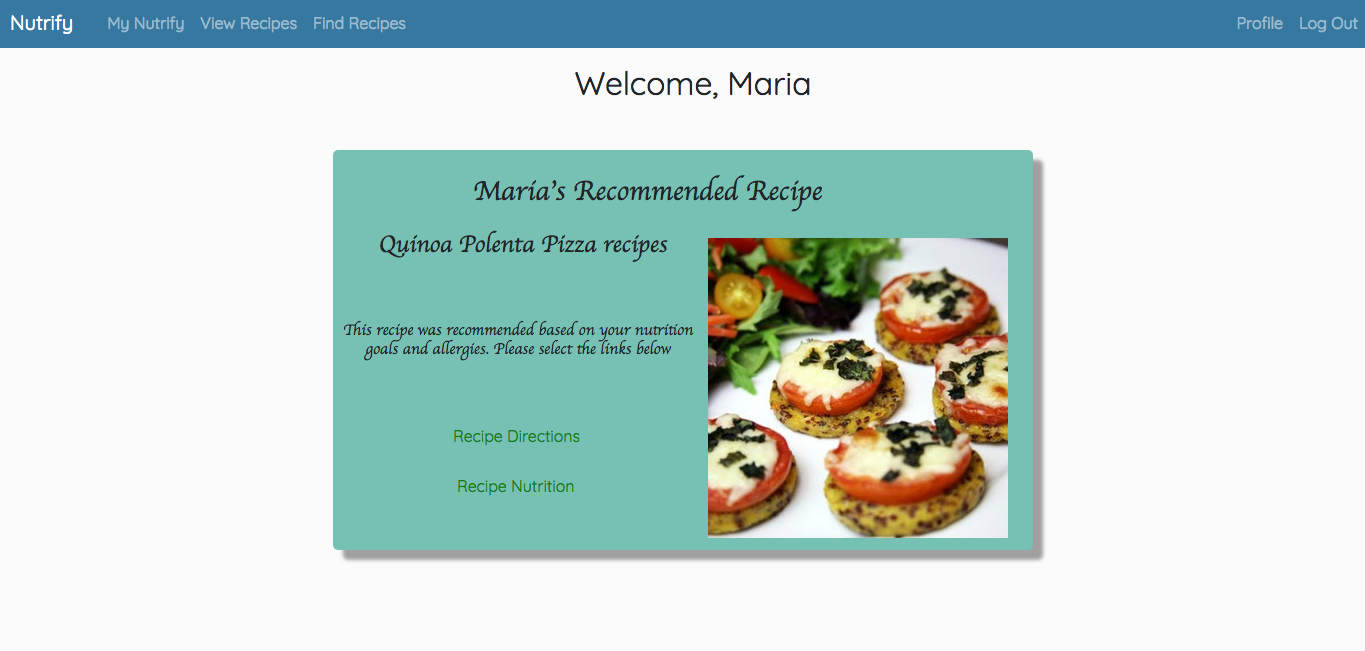 Nutrify My Nutrify View Recipes Find Recipes Profile Log Out
Welcome, Maria
Maria's Recommended Recipe
Quinoa Polenta Pizza recipes
This recipe was recommended based on your nutrition
goals and allergies. Please select the links below
Recipe Directions
Recipe Nutrition